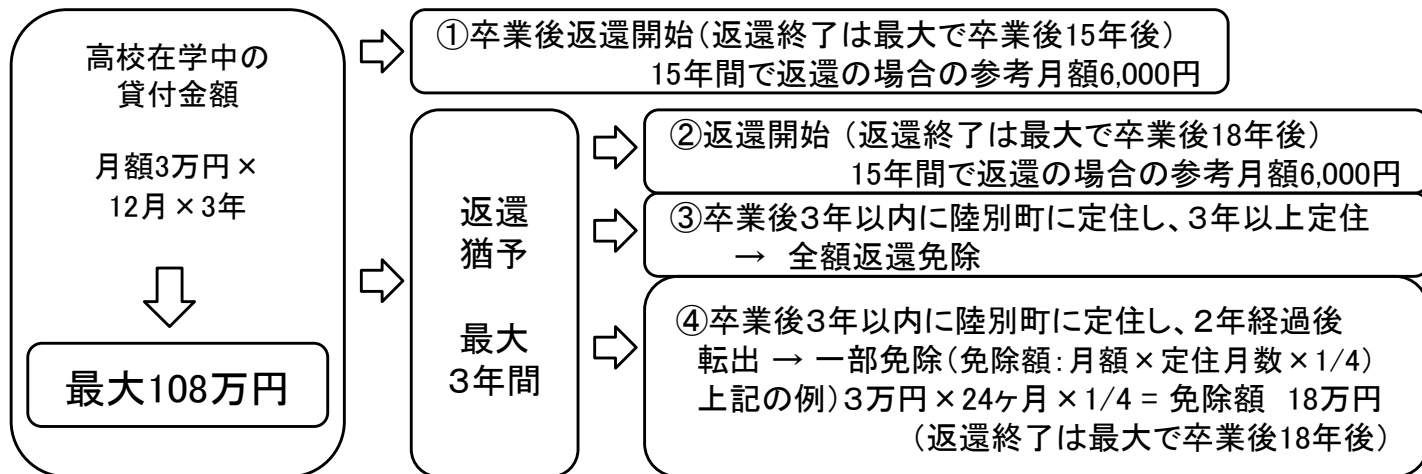 高校在学中の
貸付金額
月額3万円×
12月×3年
最大108万円
①卒業後返還開始(返還終了は最大で卒業後15年後)
15年間で返還の場合の参考月額6,000円
返還
猶予
最大
３年間
②返還開始 (返還終了は最大で卒業後18年後)
15年間で返還の場合の参考月額6,000円
③卒業後３年以内に陸別町に定住し、３年以上定住
→ 全額返還免除
④卒業後３年以内に陸別町に定住し、２年経過後
転出 → 一部免除(免除額:月額×定住月数×1/4)
上記の例)３万円×24ヶ月×1/4 = 免除額 18万円
(返還終了は最大で卒業後18年後)